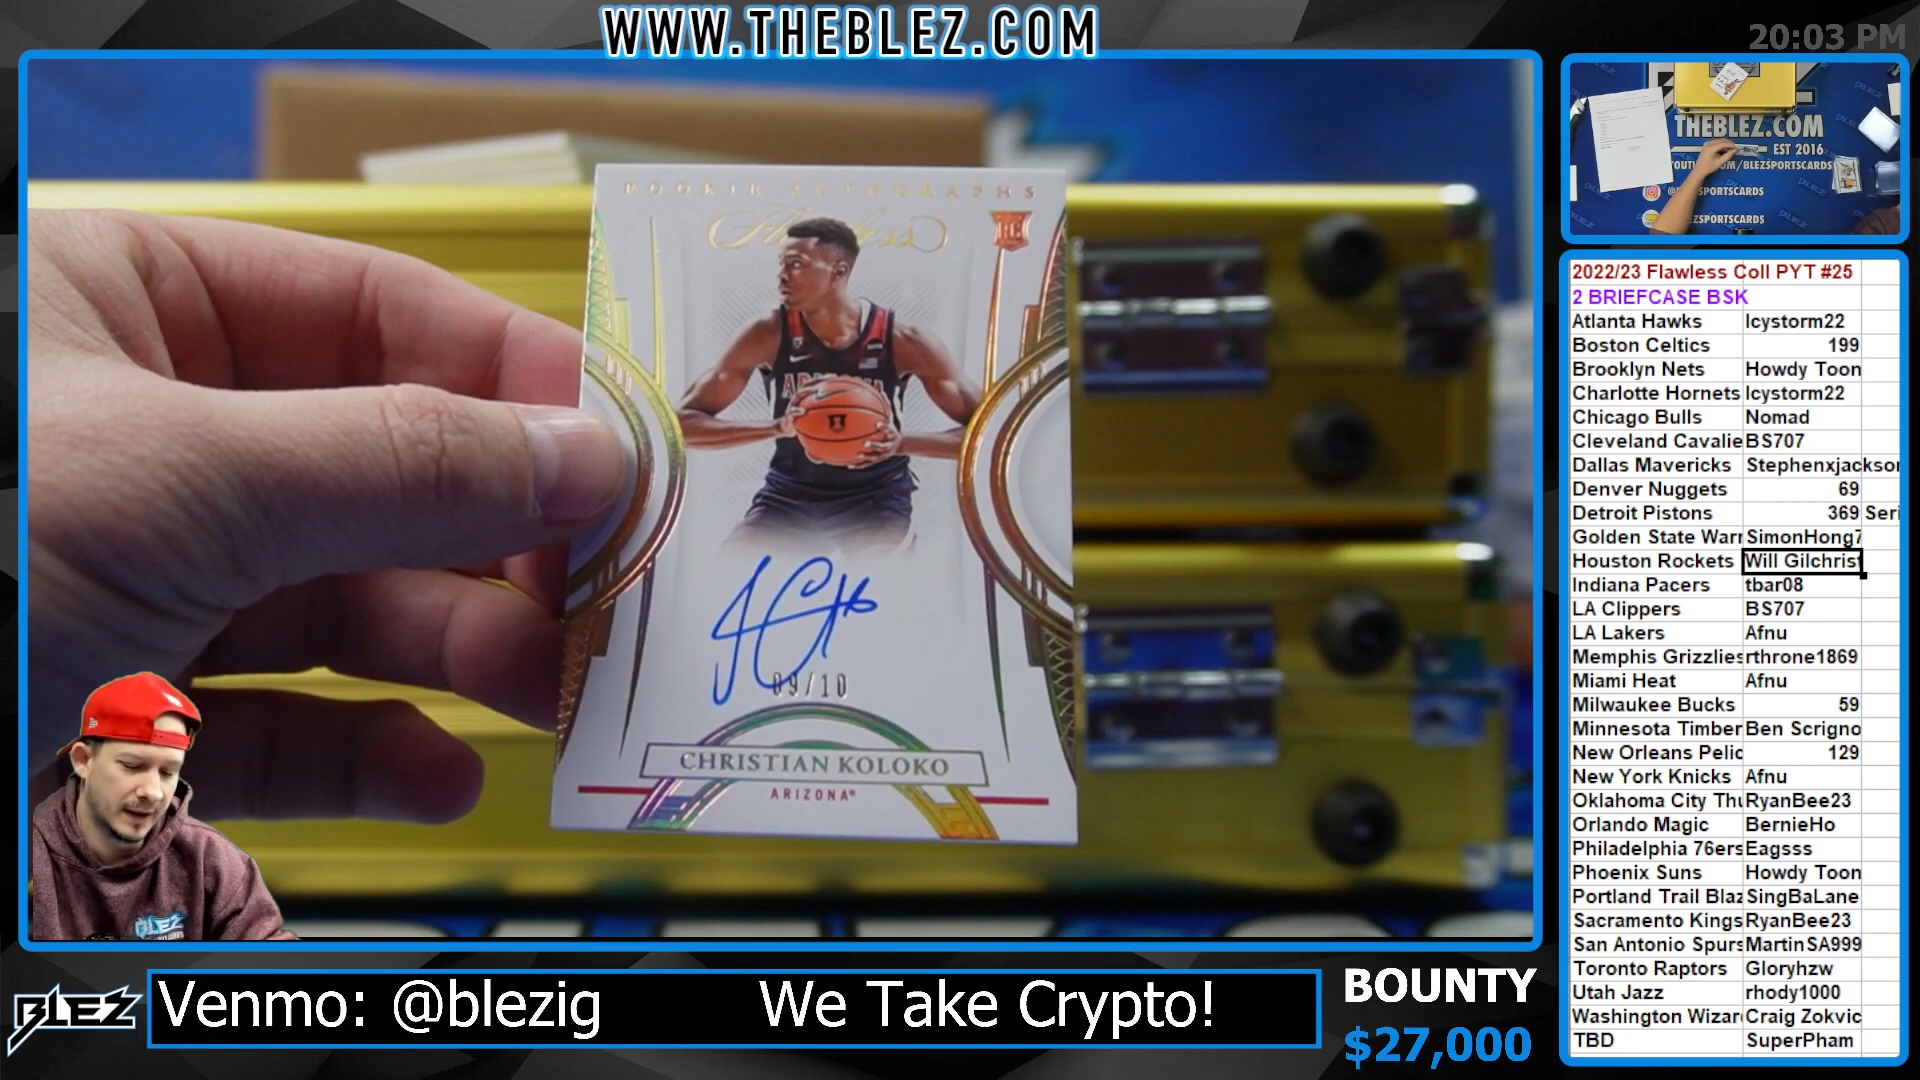 WWW.THEBLEZ.COM
20:03 PM
ROOKIE AUTOGRAPHS
Flawless
RC
ARIZONA
09/10
CHRISTIAN KOLOKO
ARIZONA
THEBLEZ.COM
EST 2016
/BLEZSPORTSCARDS
SPORTSCARDS
EZSPORTSCARDS
2022/23 Flawless Coll PYT #25
2 BRIEFCASE BSK
Atlanta Hawks Icystorm22
Boston Celtics 199
Brooklyn Nets Howdy Toon
Charlotte Hornets Icystorm22
Chicago Bulls Nomad
Cleveland Cavalie BS707
Dallas Mavericks Stephenxjackson
Denver Nuggets 69
Detroit Pistons 369 Seri
Golden State Warr SimonHong7
Houston Rockets Will Gilchrist
Indiana Pacers tbar08
LA Clippers BS707
LA Lakers Afnu
Memphis Grizzlies rthrone1869
Miami Heat Afnu
Milwaukee Bucks 59
Minnesota Timber Ben Scrigno
New Orleans Pelic 129
New York Knicks Afnu
Oklahoma City Thu RyanBee23
Orlando Magic BernieHo
Philadelphia 76ers Eagsss
Phoenix Suns Howdy Toon
Portland Trail Blaz SingBaLane
Sacramento Kings RyanBee23
San Antonio Spurs MartinSA999
Toronto Raptors Gloryhzw
Utah Jazz rhody1000
Washington Wizar Craig Zokvic
TBD SuperPham
BLEZ
Venmo: @blezig We Take Crypto!
BOUNTY
$27,000